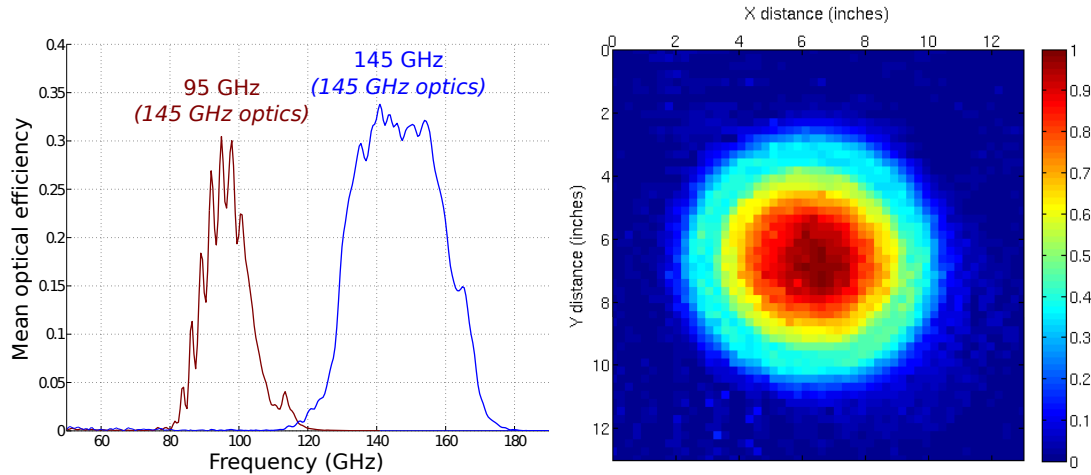 95 GHz
(145 GHz optics)
145 GHz
(145 GHz optics)
Mean optical efficiency
0.4
0.35
0.3
0.25
0.2
0.15
0.1
0.05
0
60 80 100 120 140 160 180
Frequency (GHz)
X distance (inches)
0 2 4 6 8 10 12
Y distance (inches)
0
2
4
6
8
10
12
1
0.9
0.8
0.7
0.6
0.5
0.4
0.3
0.2
0.1
0